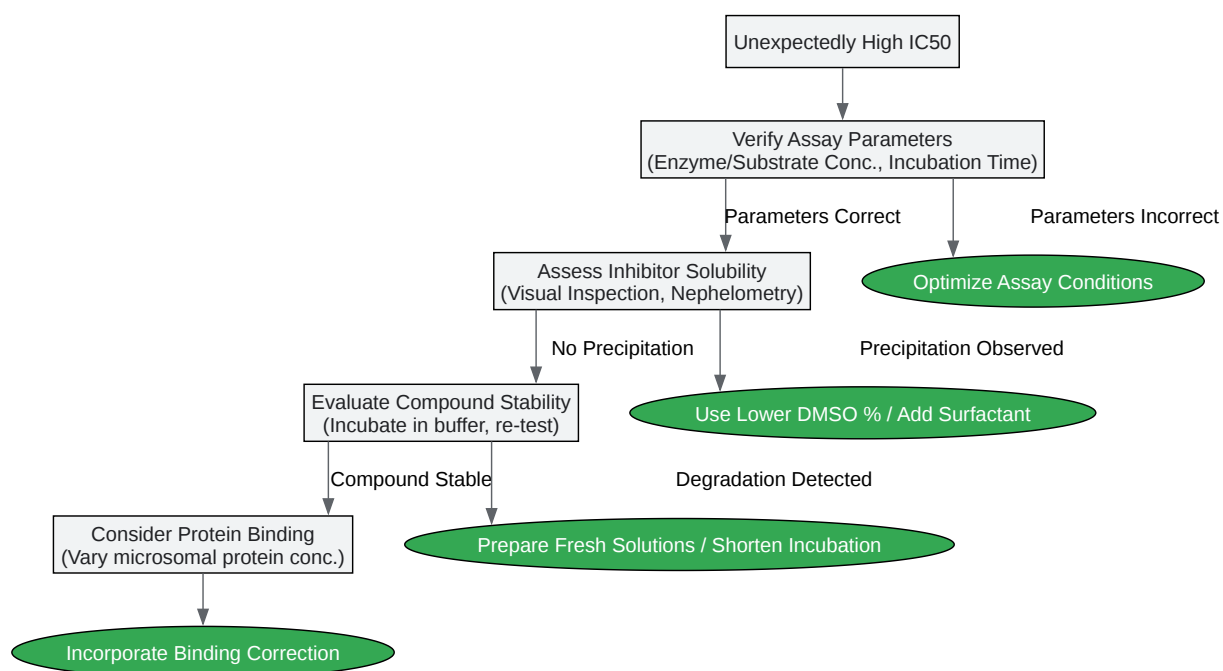 Unexpectedly High IC50
Verify Assay Parameters
(Enzyme/Substrate Conc., Incubation Time)
Parameters Correct
Parameters Incorrect
Assess Inhibitor Solubility
(Visual Inspection, Nephelometry)
Optimize Assay Conditions
No Precipitation
Precipitation Observed
Evaluate Compound Stability
(Incubate in buffer, re-test)
Use Lower DMSO % / Add Surfactant
Compound Stable
Degradation Detected
Consider Protein Binding
(Vary microsomal protein conc.)
Prepare Fresh Solutions / Shorten Incubation
Incorporate Binding Correction